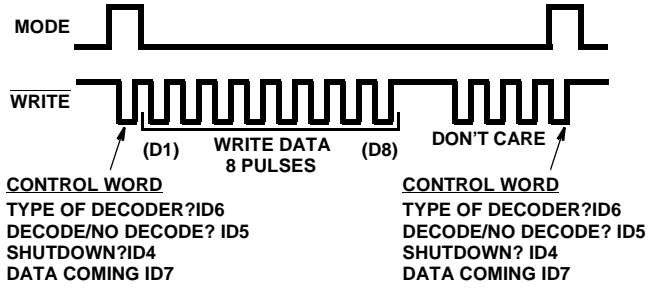 MODE
WRITE
(D1) WRITE DATA (D8) DON'T CARE
8 PULSES
CONTROL WORD
TYPE OF DECODER?ID6
DECODE/NO DECODE? ID5
SHUTDOWN?ID4
DATA COMING ID7
CONTROL WORD
TYPE OF DECODER?ID6
DECODE/NO DECODE? ID5
SHUTDOWN? ID4
DATA COMING ID7